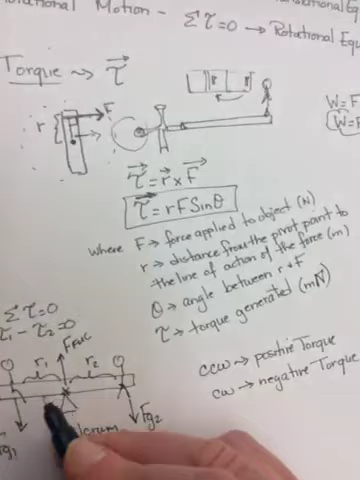 Rotational Motion -
Στ=0 → Rotational Equ
Torque ~> τ
F
r
W=F
W=F
τ = r x F
τ = rFSinθ
where F → force applied to object (N)
r → distance from the pivot point to
the line of action of the force (m)
θ → angle between r & F
τ → torque generated (mN)
Στ=0
τ1 - τ2 =0
ccw → positive Torque
cw → negative Torque
r1
r2
Fg1
Fg2